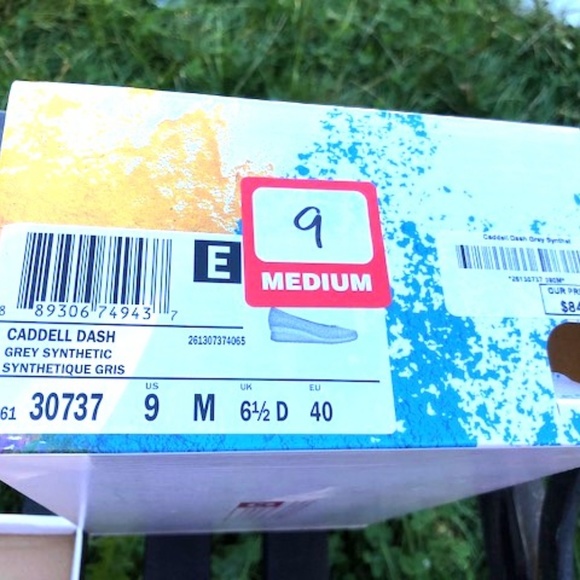 E
9
MEDIUM
8 89306 74943 7
CADDELL DASH
261307374065
GREY SYNTHETIC
SYNTHETIQUE GRIS
US UK EU
61 30737 9 M 6½ D 40
Caddell Dash Grey Synthet
OUR PRI
$84